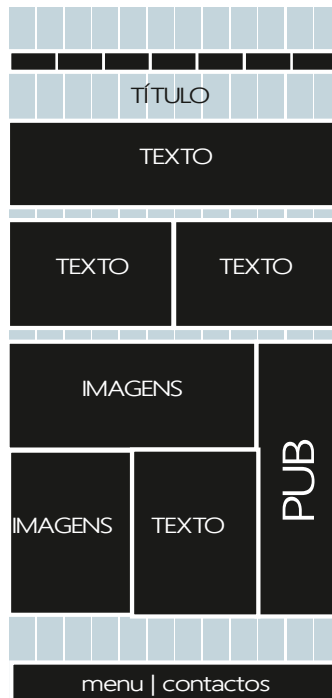 TÍTULO
TEXTO
TEXTO
TEXTO
IMAGENS
PUB
IMAGENS
TEXTO
menu | contactos